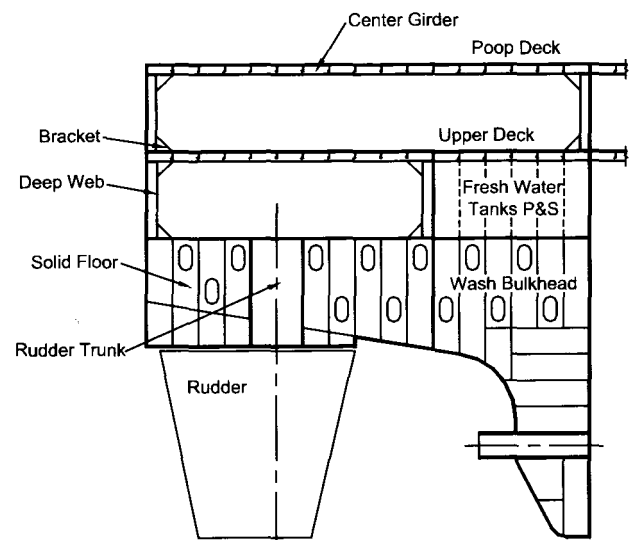 Center Girder
Poop Deck
Bracket
Upper Deck
Deep Web
Fresh Water
Tanks P&S
Solid Floor
Wash Bulkhead
Rudder Trunk
Rudder